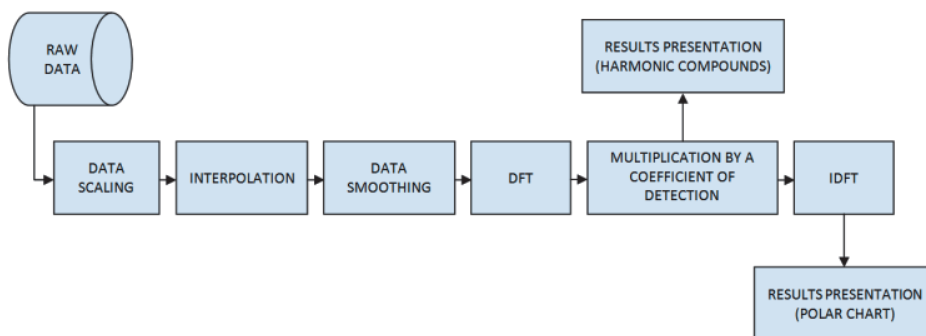 RAW
DATA
RESULTS PRESENTATION
(HARMONIC COMPOUNDS)
DATA
SCALING
INTERPOLATION
DATA
SMOOTHING
DFT
MULTIPLICATION BY A
COEFFICIENT OF
DETECTION
IDFT
RESULTS PRESENTATION
(POLAR CHART)